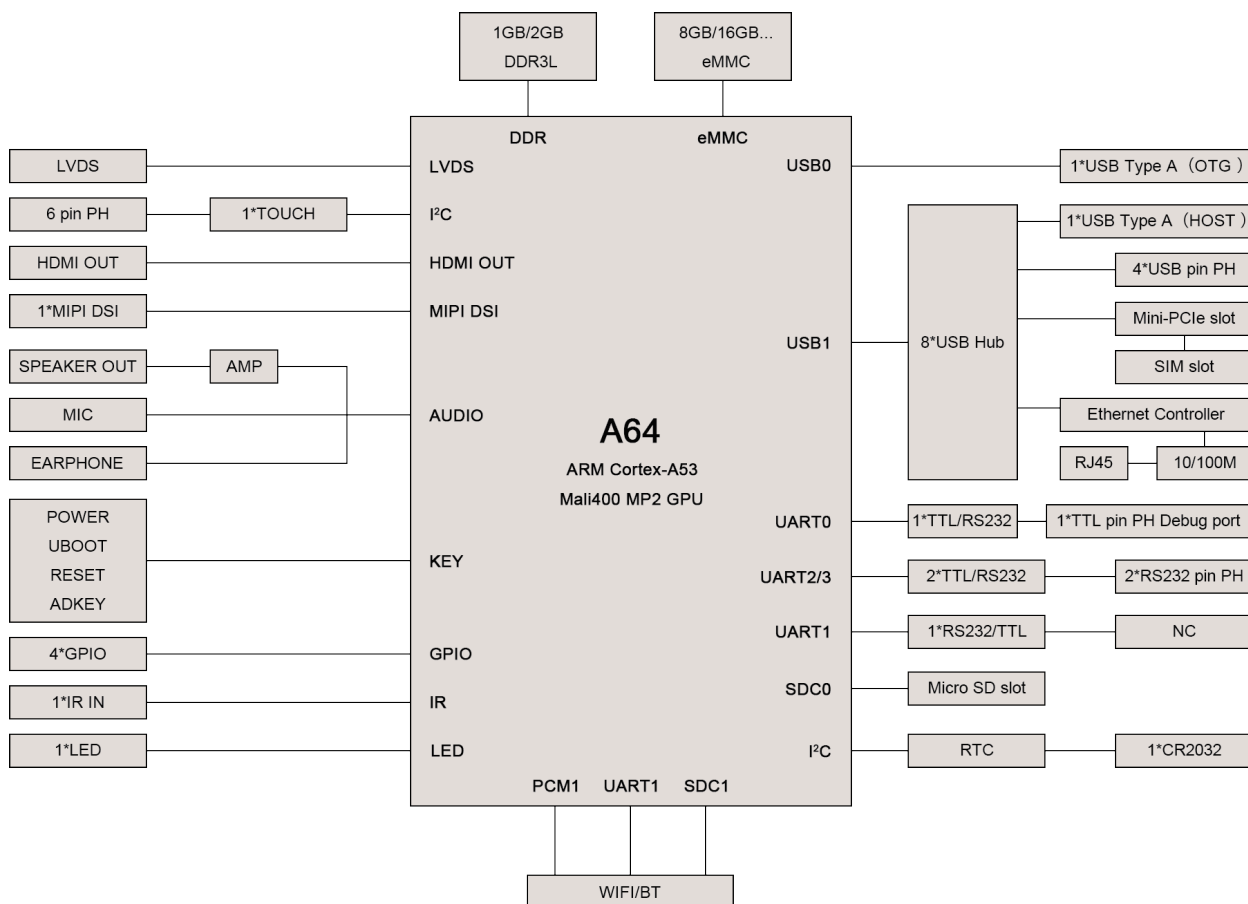 1GB/2GB
DDR3L
8GB/16GB...
eMMC
DDR
eMMC
LVDS
LVDS
USB0
1*USB Type A（OTG ）
6 pin PH
1*TOUCH
I²C
1*USB Type A（HOST ）
HDMI OUT
HDMI OUT
4*USB pin PH
1*MIPI DSI
MIPI DSI
Mini-PCIe slot
USB1
8*USB Hub
SIM slot
SPEAKER OUT
AMP
MIC
AUDIO
Ethernet Controller
EARPHONE
RJ45
10/100M
A64
ARM Cortex-A53
Mali400 MP2 GPU
POWER
UBOOT
RESET
ADKEY
KEY
UART0
1*TTL/RS232
1*TTL pin PH Debug port
UART2/3
2*TTL/RS232
2*RS232 pin PH
UART1
1*RS232/TTL
NC
4*GPIO
GPIO
1*IR IN
IR
SDC0
Micro SD slot
1*LED
LED
I²C
RTC
1*CR2032
PCM1
UART1
SDC1
WIFI/BT